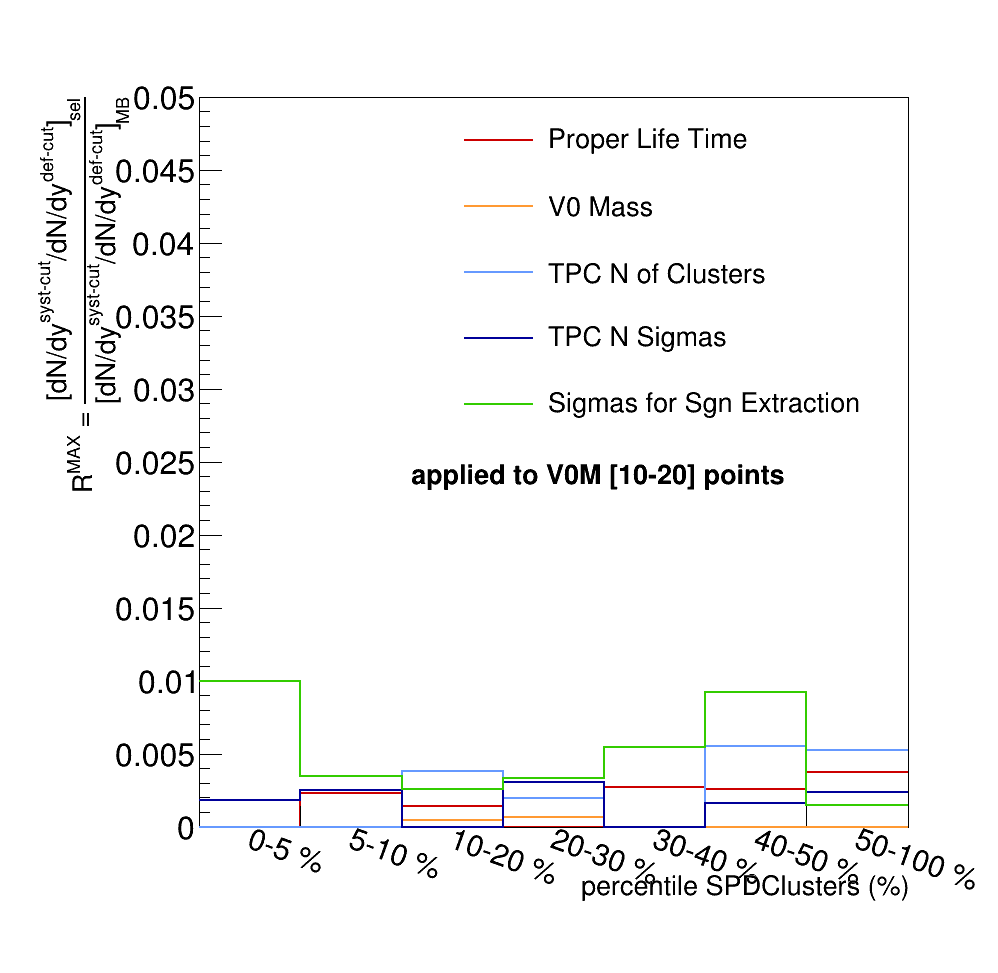 R^MAX = [dN/dy^syst-cut/dN/dy^def-cut]_sel
[dN/dy^syst-cut/dN/dy^def-cut]_MB
0.05
0.045
0.04
0.035
0.03
0.025
0.02
0.015
0.01
0.005
0
Proper Life Time
V0 Mass
TPC N of Clusters
TPC N Sigmas
Sigmas for Sgn Extraction
applied to V0M [10-20] points
0-5 %
5-10 %
10-20 %
20-30 %
30-40 %
40-50 %
50-100 %
percentile SPDClusters (%)